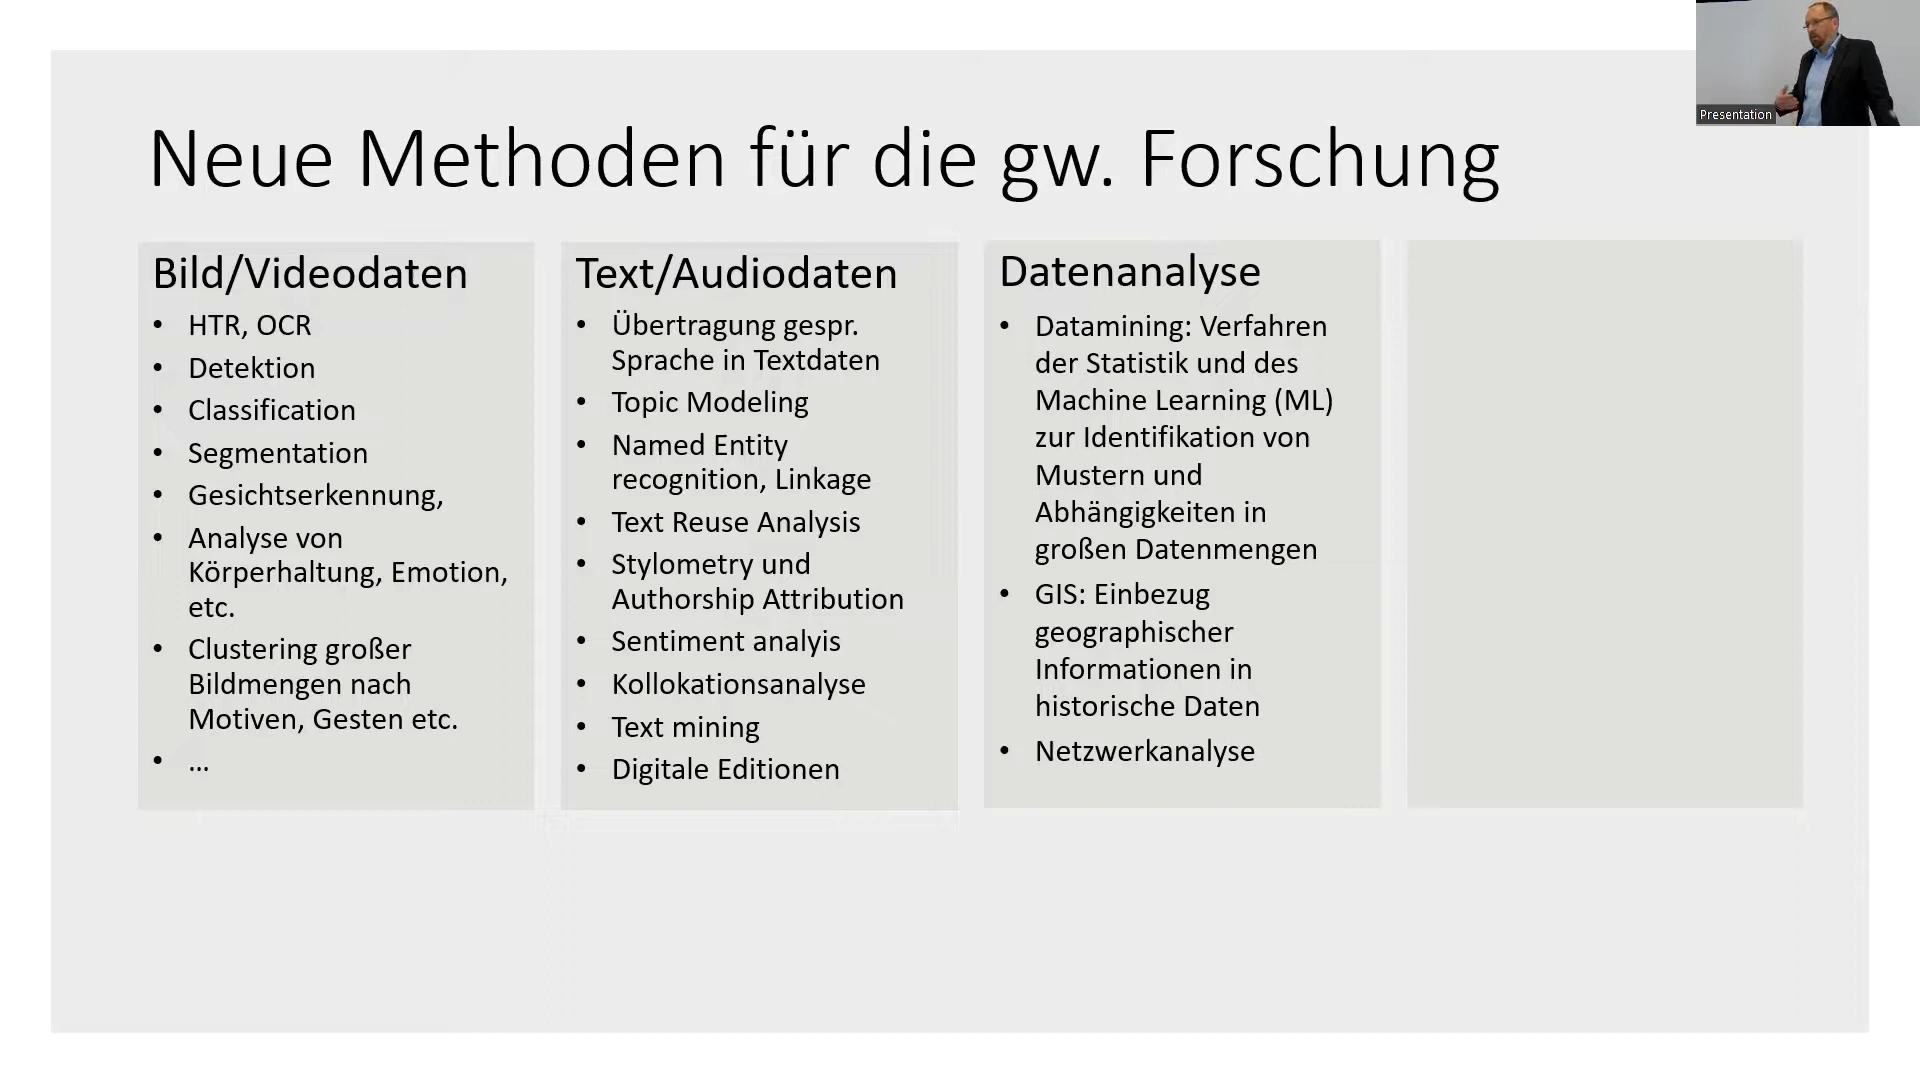 Neue Methoden für die gw. Forschung
Bild/Videodaten
• HTR, OCR
• Detektion
• Classification
• Segmentation
• Gesichtserkennung,
• Analyse von
Körperhaltung, Emotion,
etc.
• Clustering großer
Bildmengen nach
Motiven, Gesten etc.
• ...
Text/Audiodaten
• Übertragung gespr.
Sprache in Textdaten
• Topic Modeling
• Named Entity
recognition, Linkage
• Text Reuse Analysis
• Stylometry und
Authorship Attribution
• Sentiment analyis
• Kollokationsanalyse
• Text mining
• Digitale Editionen
Datenanalyse
• Datamining: Verfahren
der Statistik und des
Machine Learning (ML)
zur Identifikation von
Mustern und
Abhängigkeiten in
großen Datenmengen
• GIS: Einbezug
geographischer
Informationen in
historische Daten
• Netzwerkanalyse
Presentation